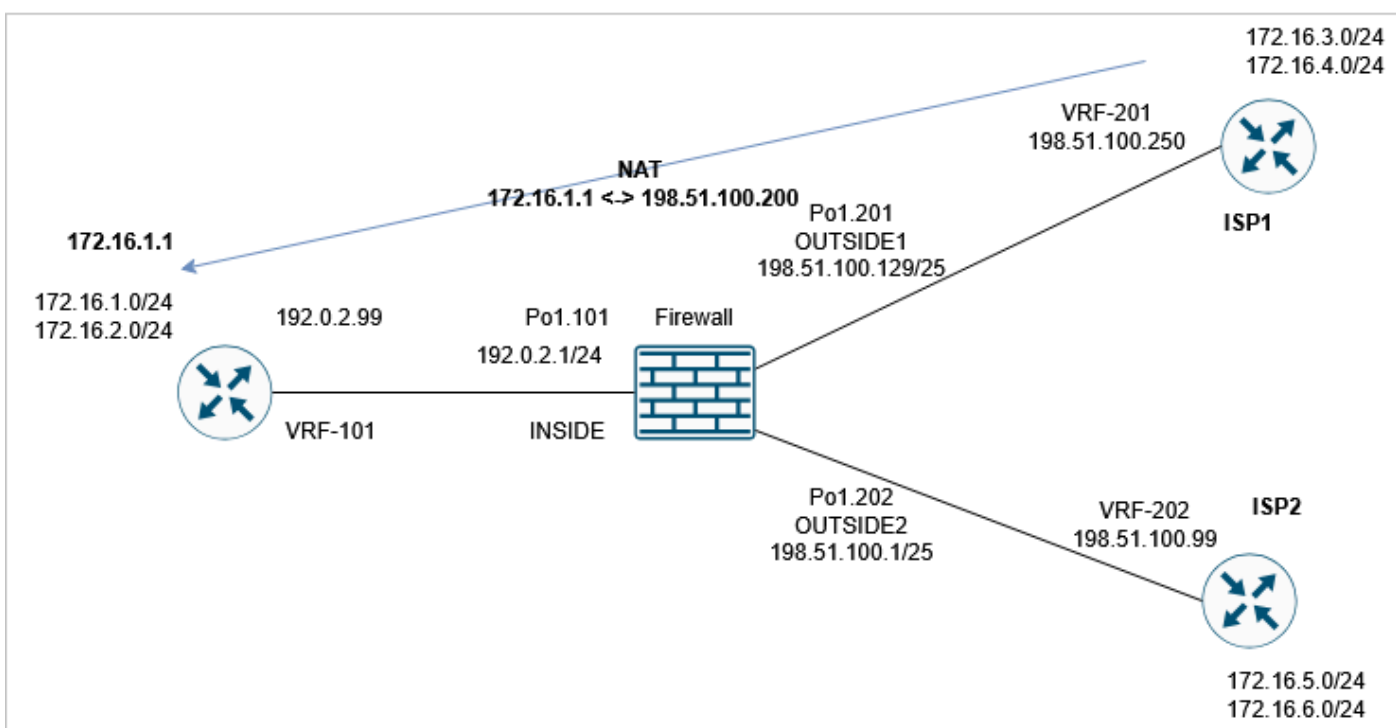 172.16.3.0/24
172.16.4.0/24
VRF-201
198.51.100.250
NAT
172.16.1.1 <-> 198.51.100.200
Po1.201
OUTSIDE1
198.51.100.129/25
ISP1
172.16.1.1
172.16.1.0/24
172.16.2.0/24
192.0.2.99
Po1.101
Firewall
192.0.2.1/24
VRF-101
INSIDE
Po1.202
OUTSIDE2
198.51.100.1/25
VRF-202
198.51.100.99
ISP2
172.16.5.0/24
172.16.6.0/24